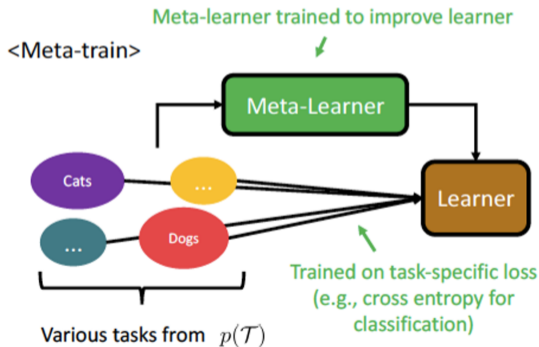 Meta-learner trained to improve learner
<Meta-train>
Meta-Learner
Cats
...
Learner
...
Dogs
Trained on task-specific loss
(e.g., cross entropy for
classification)
Various tasks from p(𝒯)